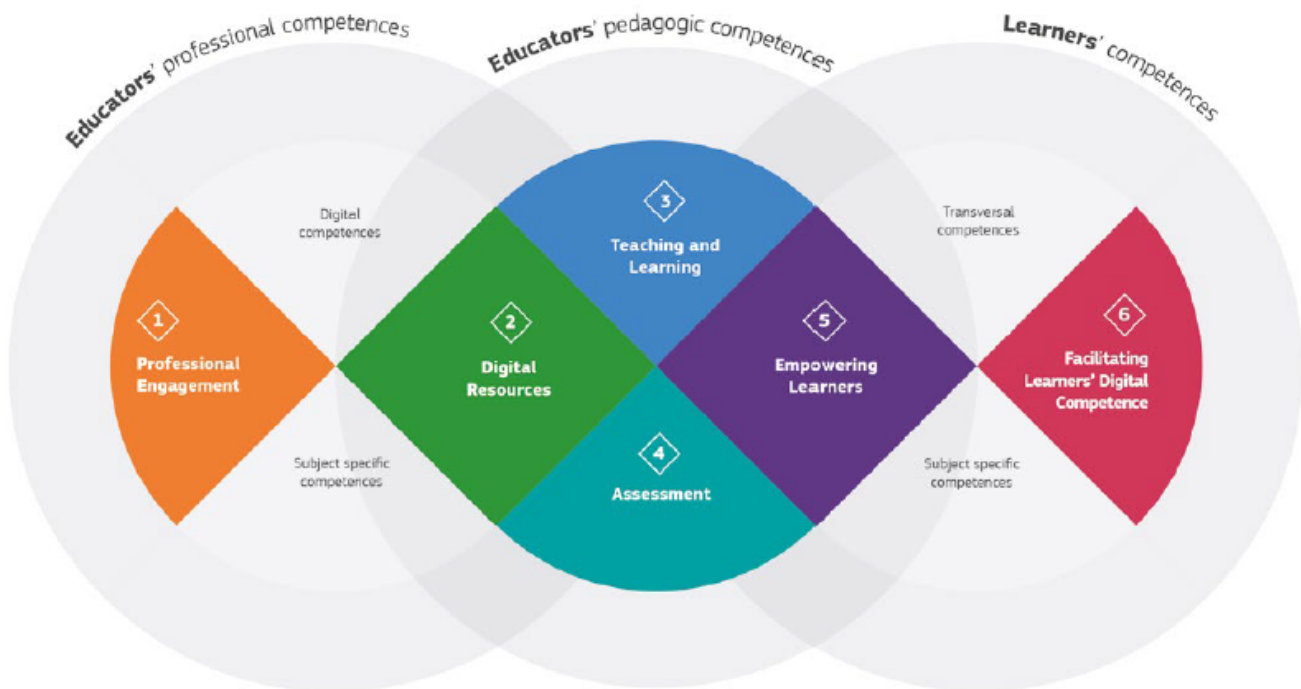 Educators' professional competences
Educators' pedagogic competences
Learners' competences
Digital
competences
Subject specific
competences
1
Professional
Engagement
2
Digital
Resources
3
Teaching and
Learning
4
Assessment
5
Empowering
Learners
Transversal
competences
Subject specific
competences
6
Facilitating
Learners' Digital
Competence